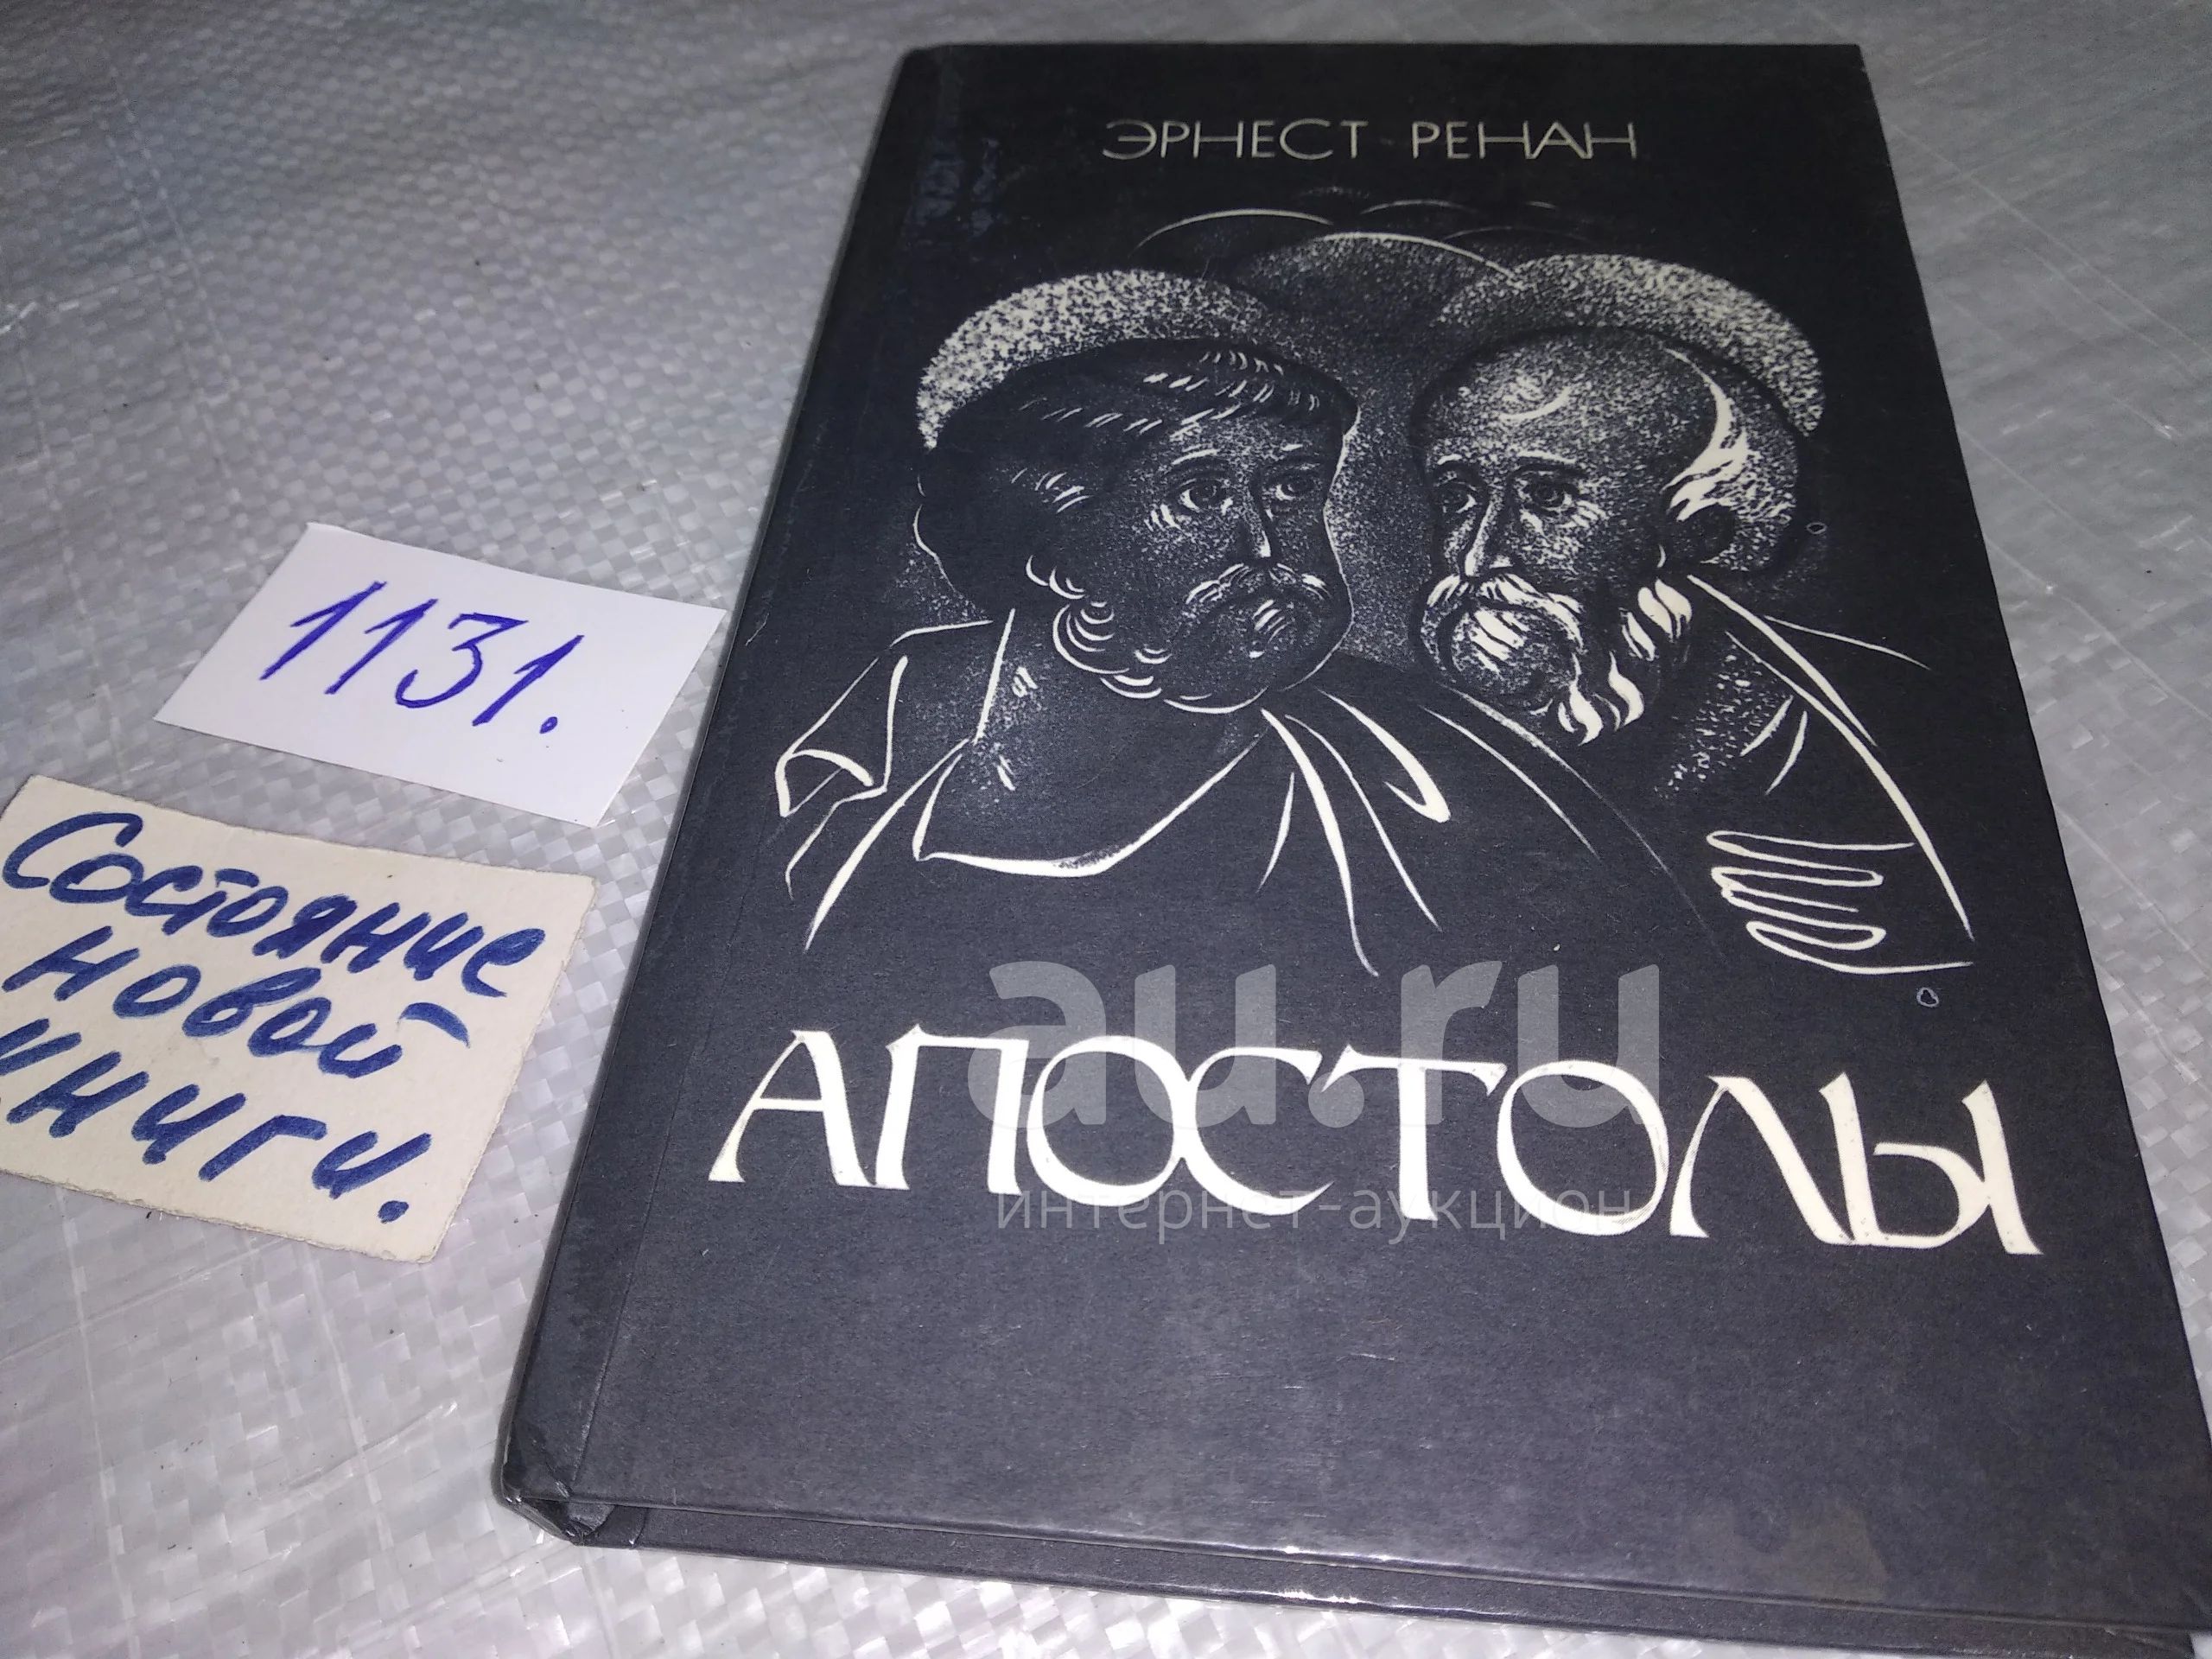 ЭРНЕСТ РЕНАН
1131.
Состояние
новой
книги.
au.ru
АПОСТОЛЫ
интернет-аукцион